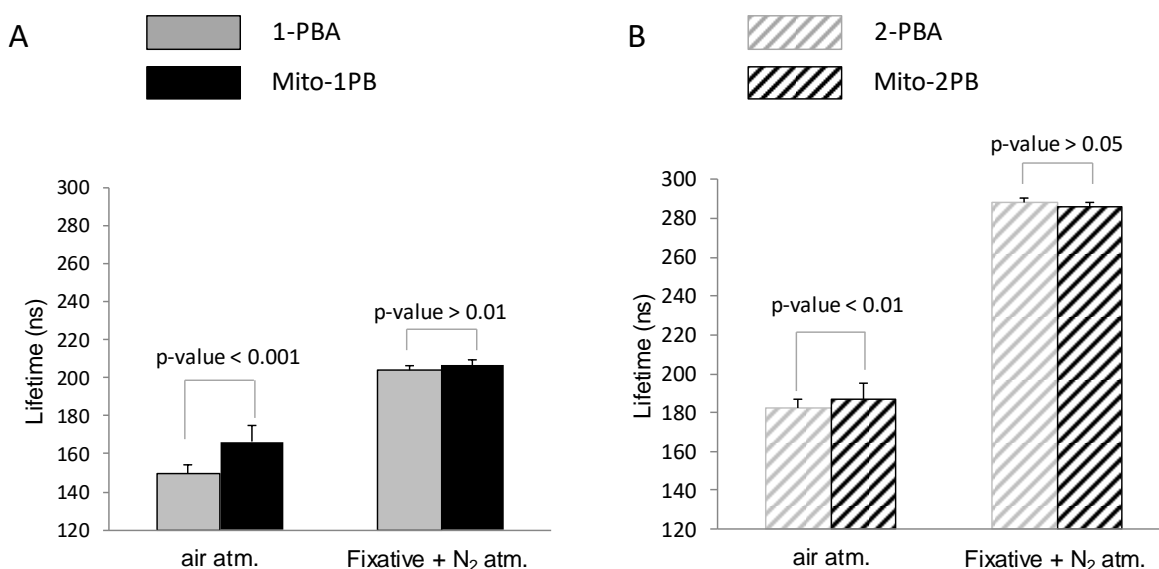 A
1-PBA
Mito-1PB
p-value < 0.001
p-value > 0.01
Lifetime (ns)
300
280
260
240
220
200
180
160
140
120
air atm.
Fixative + N₂ atm.
B
2-PBA
Mito-2PB
p-value < 0.01
p-value > 0.05
Lifetime (ns)
300
280
260
240
220
200
180
160
140
120
air atm.
Fixative + N₂ atm.